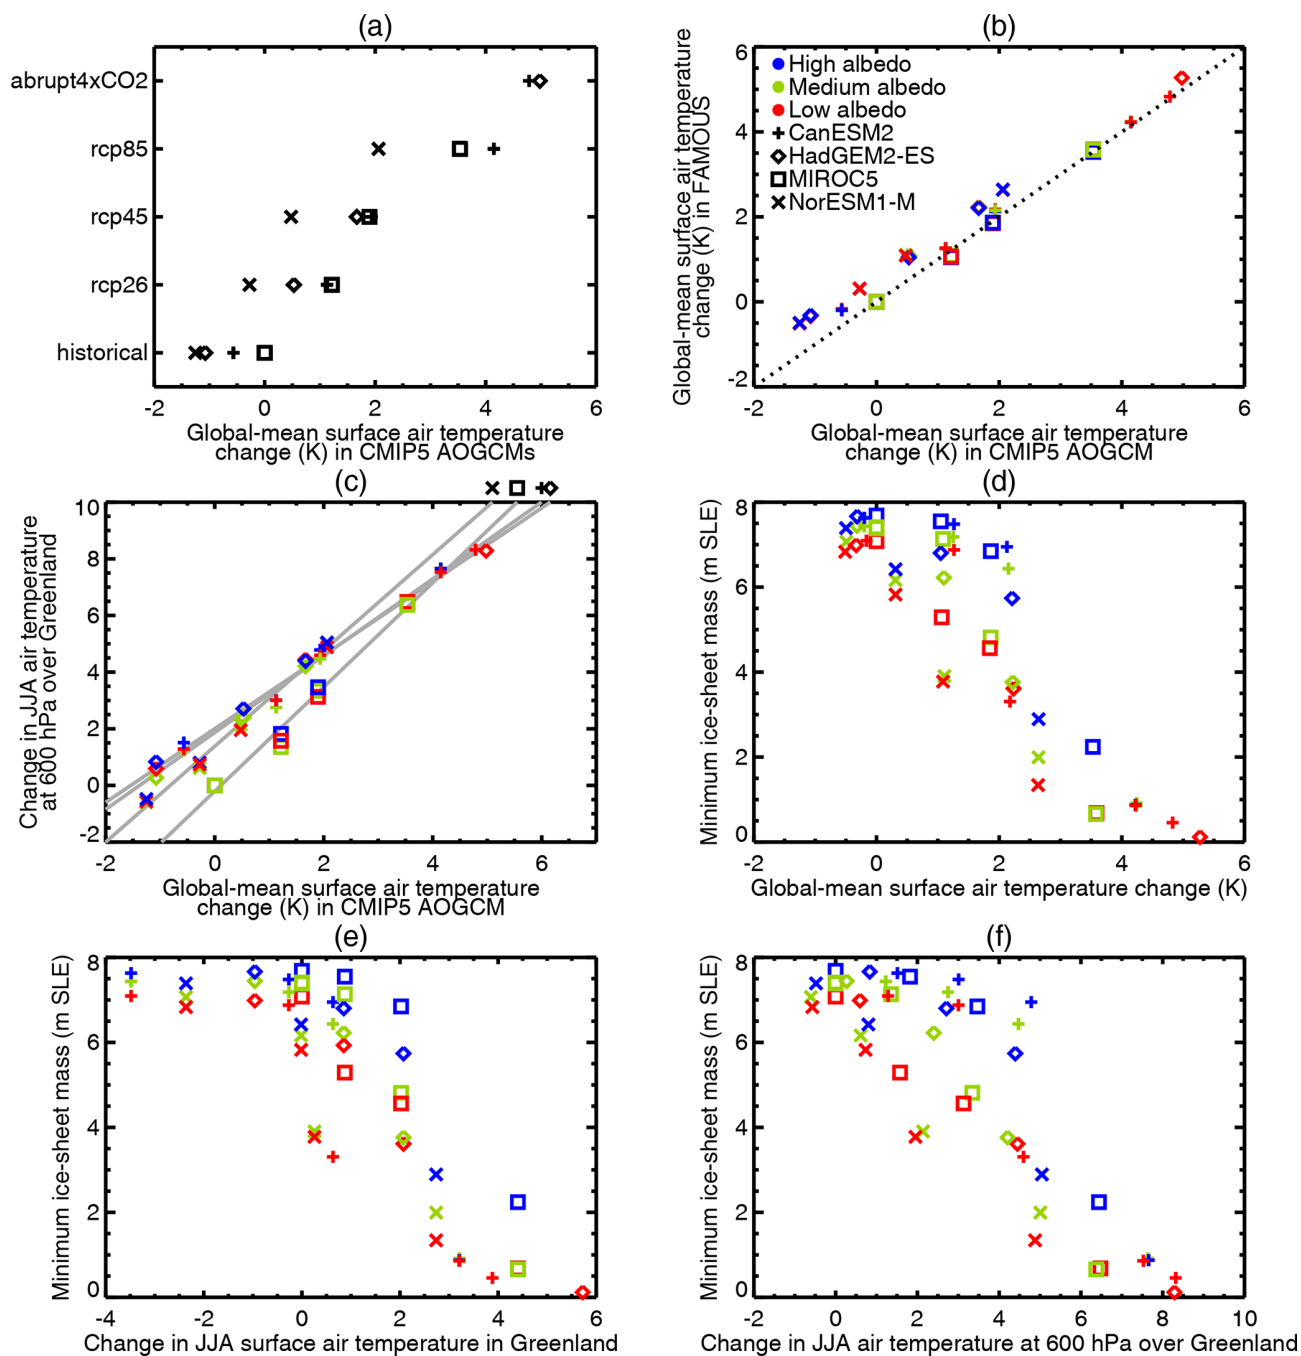 (a)
abrupt4xCO2
rcp85
rcp45
rcp26
historical
-2 0 2 4 6
Global-mean surface air temperature
change (K) in CMIP5 AOGCMs
(b)
Global-mean surface air temperature
change (K) in FAMOUS
6
4
2
0
-2
High albedo
Medium albedo
Low albedo
CanESM2
HadGEM2-ES
MIROC5
NorESM1-M
-2 0 2 4 6
Global-mean surface air temperature
change (K) in CMIP5 AOGCM
(c)
Change in JJA air temperature
at 600 hPa over Greenland
10
8
6
4
2
0
-2
-2 0 2 4 6
Global-mean surface air temperature
change (K) in CMIP5 AOGCM
(d)
Minimum ice-sheet mass (m SLE)
8
6
4
2
0
-2 0 2 4 6
Global-mean surface air temperature change (K)
(e)
Minimum ice-sheet mass (m SLE)
8
6
4
2
0
-4 -2 0 2 4 6
Change in JJA surface air temperature in Greenland
(f)
Minimum ice-sheet mass (m SLE)
8
6
4
2
0
-2 0 2 4 6 8 10
Change in JJA air temperature at 600 hPa over Greenland